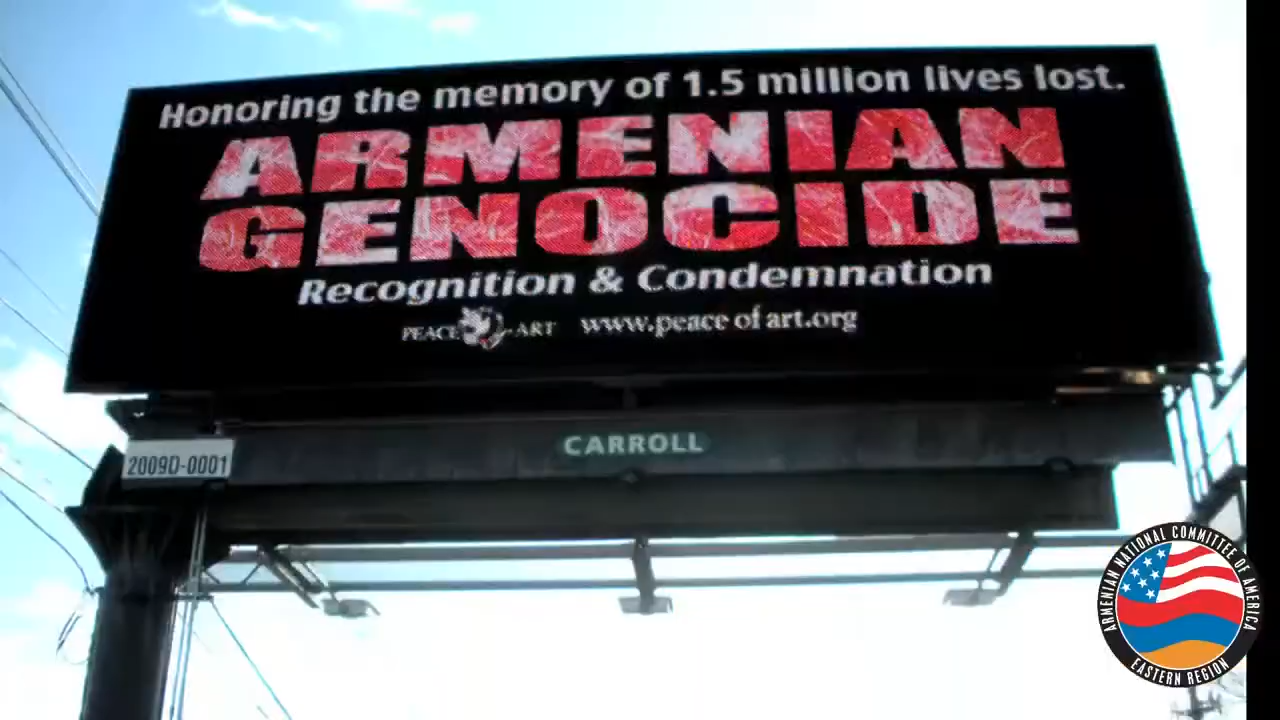 Honoring the memory of 1.5 million lives lost.
ARMENIAN
GENOCIDE
Recognition & Condemnation
PEACE ART www.peace of art.org
CARROLL
2009D-0001
ARMENIAN NATIONAL COMMITTEE OF AMERICA
EASTERN REGION